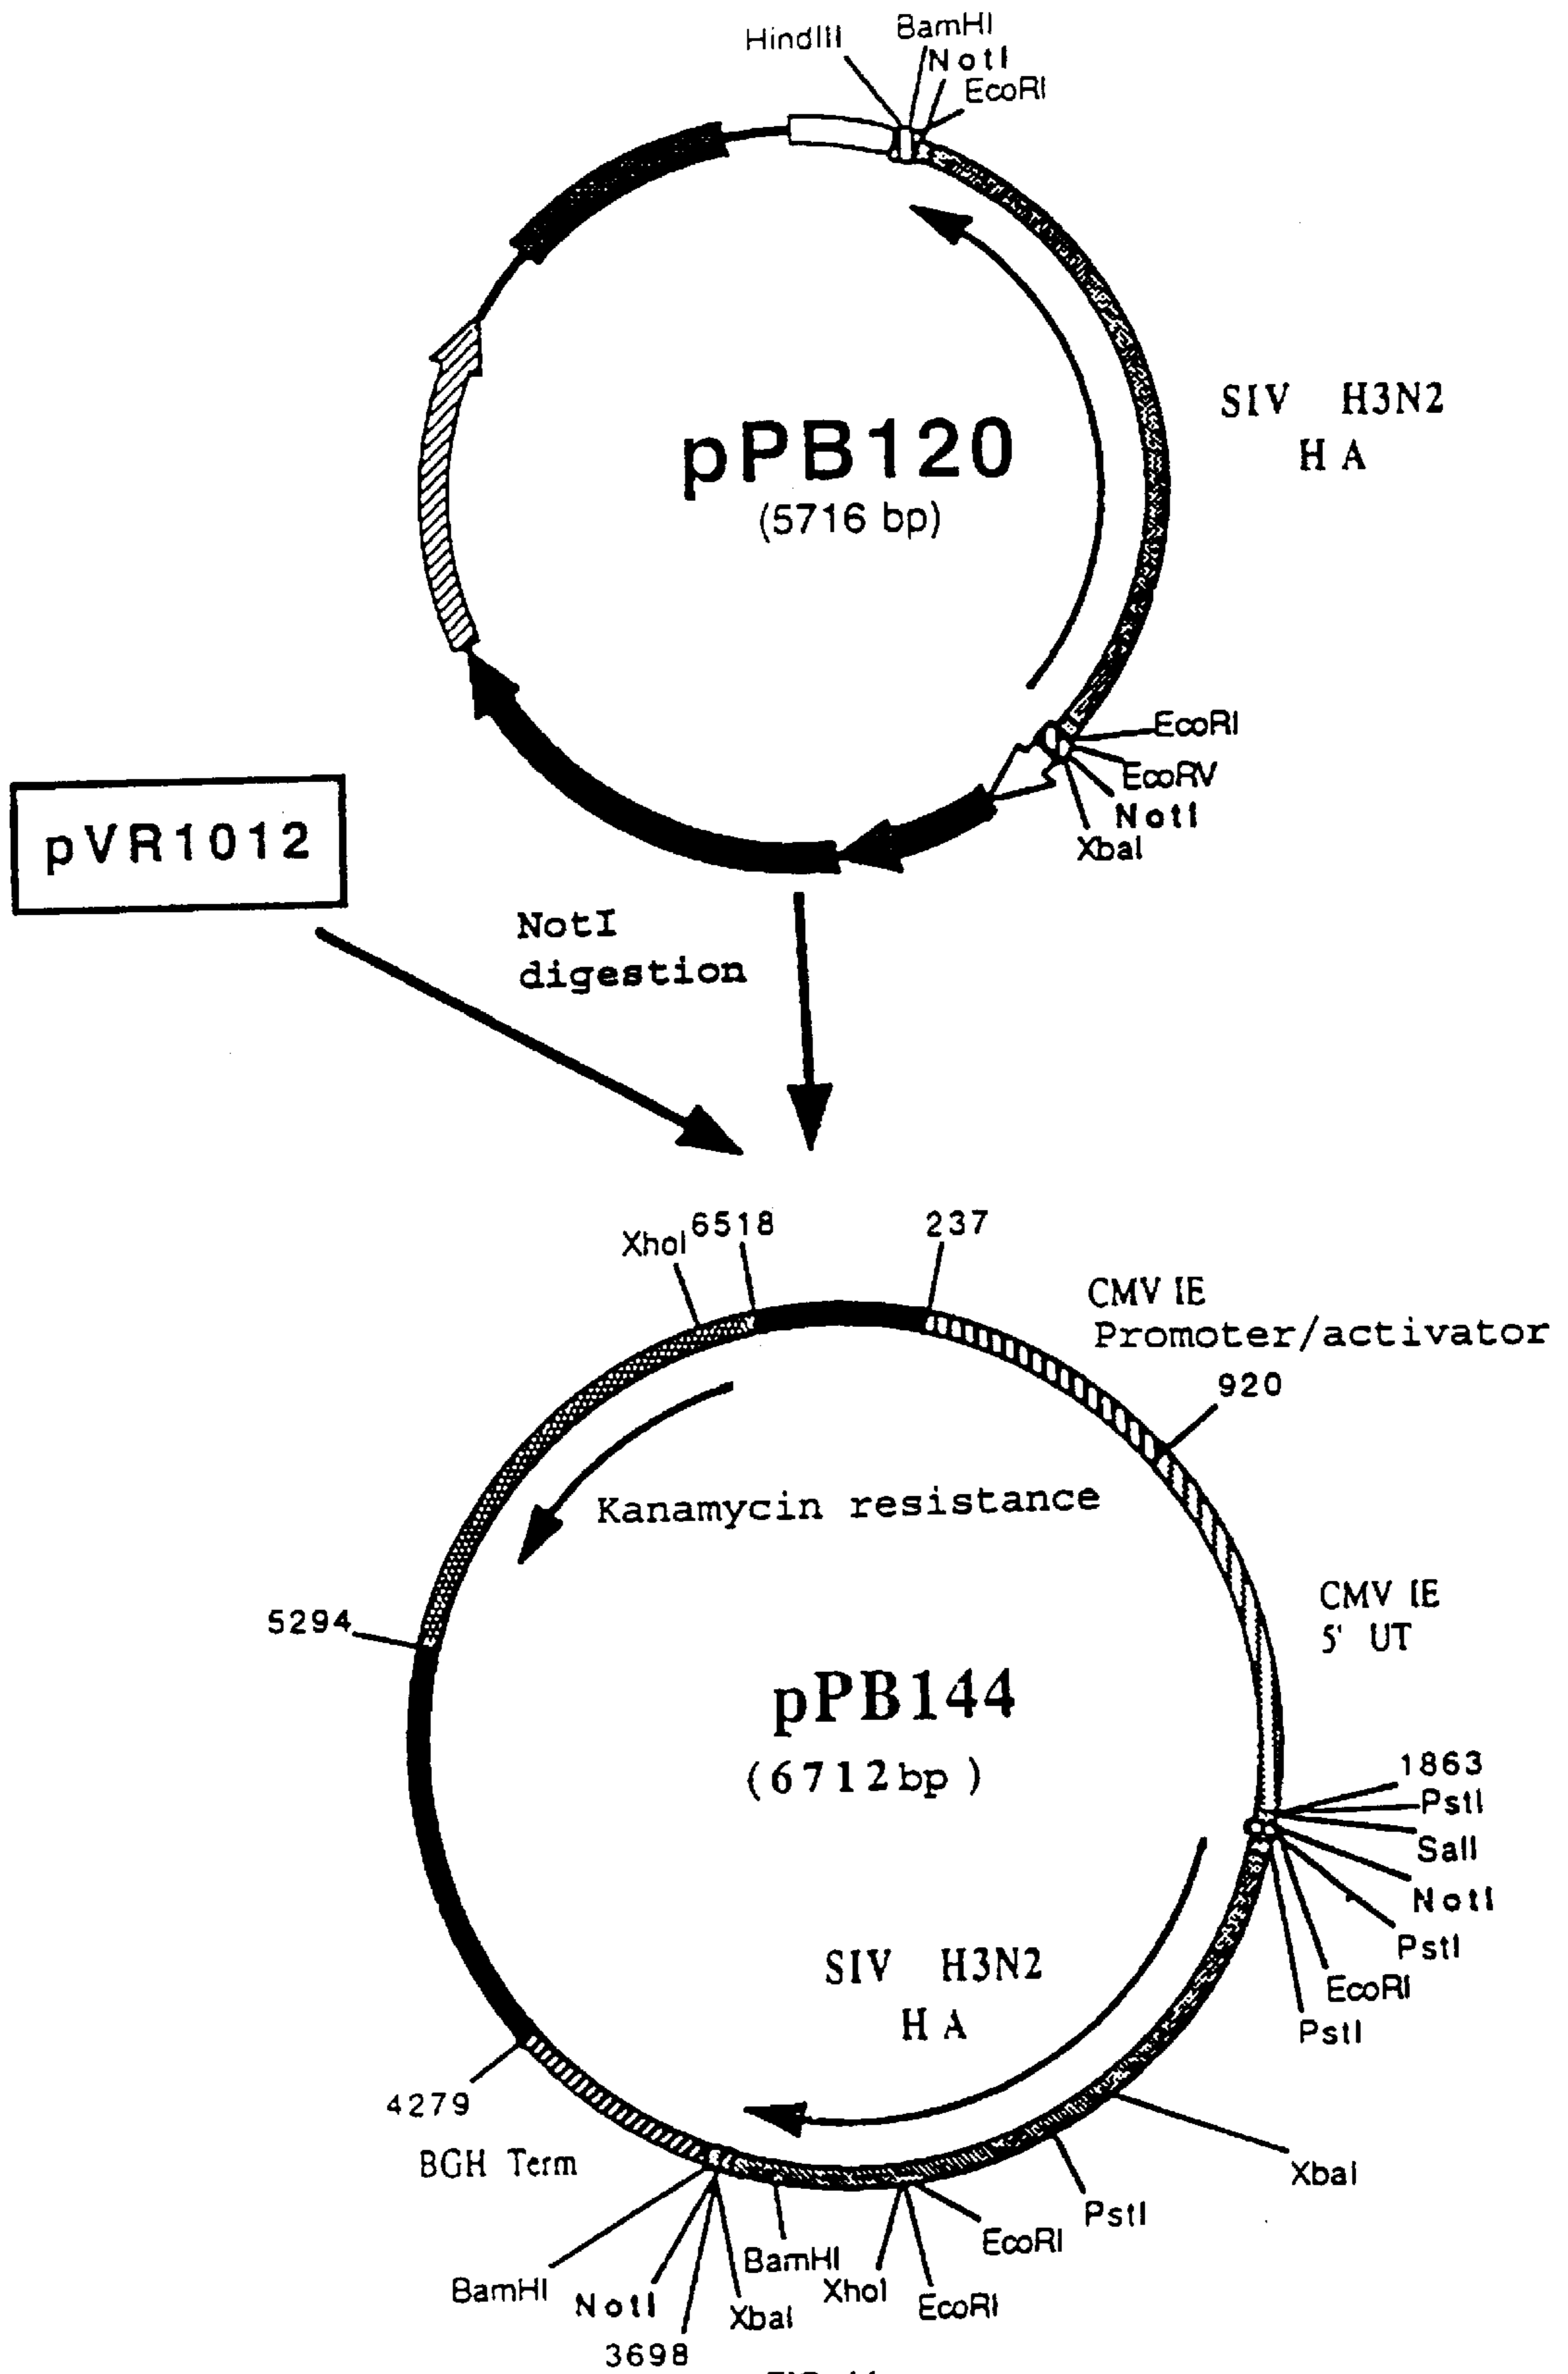 HindIII
BamHI
NotI
EcoRI
SIV H3N2
HA
pPB120
(5716 bp)
EcoRI
EcoRV
NotI
XbaI
pVR1012
NotI
digestion
XhoI
6518
237
CMV IE
Promoter/activator
920
Kanamycin resistance
CMV IE
5' UT
5294
pPB144
(6712bp)
1863
PstI
SalI
NotI
PstI
EcoRI
PstI
SIV H3N2
HA
4279
BGH Term
XbaI
PstI
EcoRI
BamHI
XhoI
EcoRI
BamHI
NotI
XbaI
3698